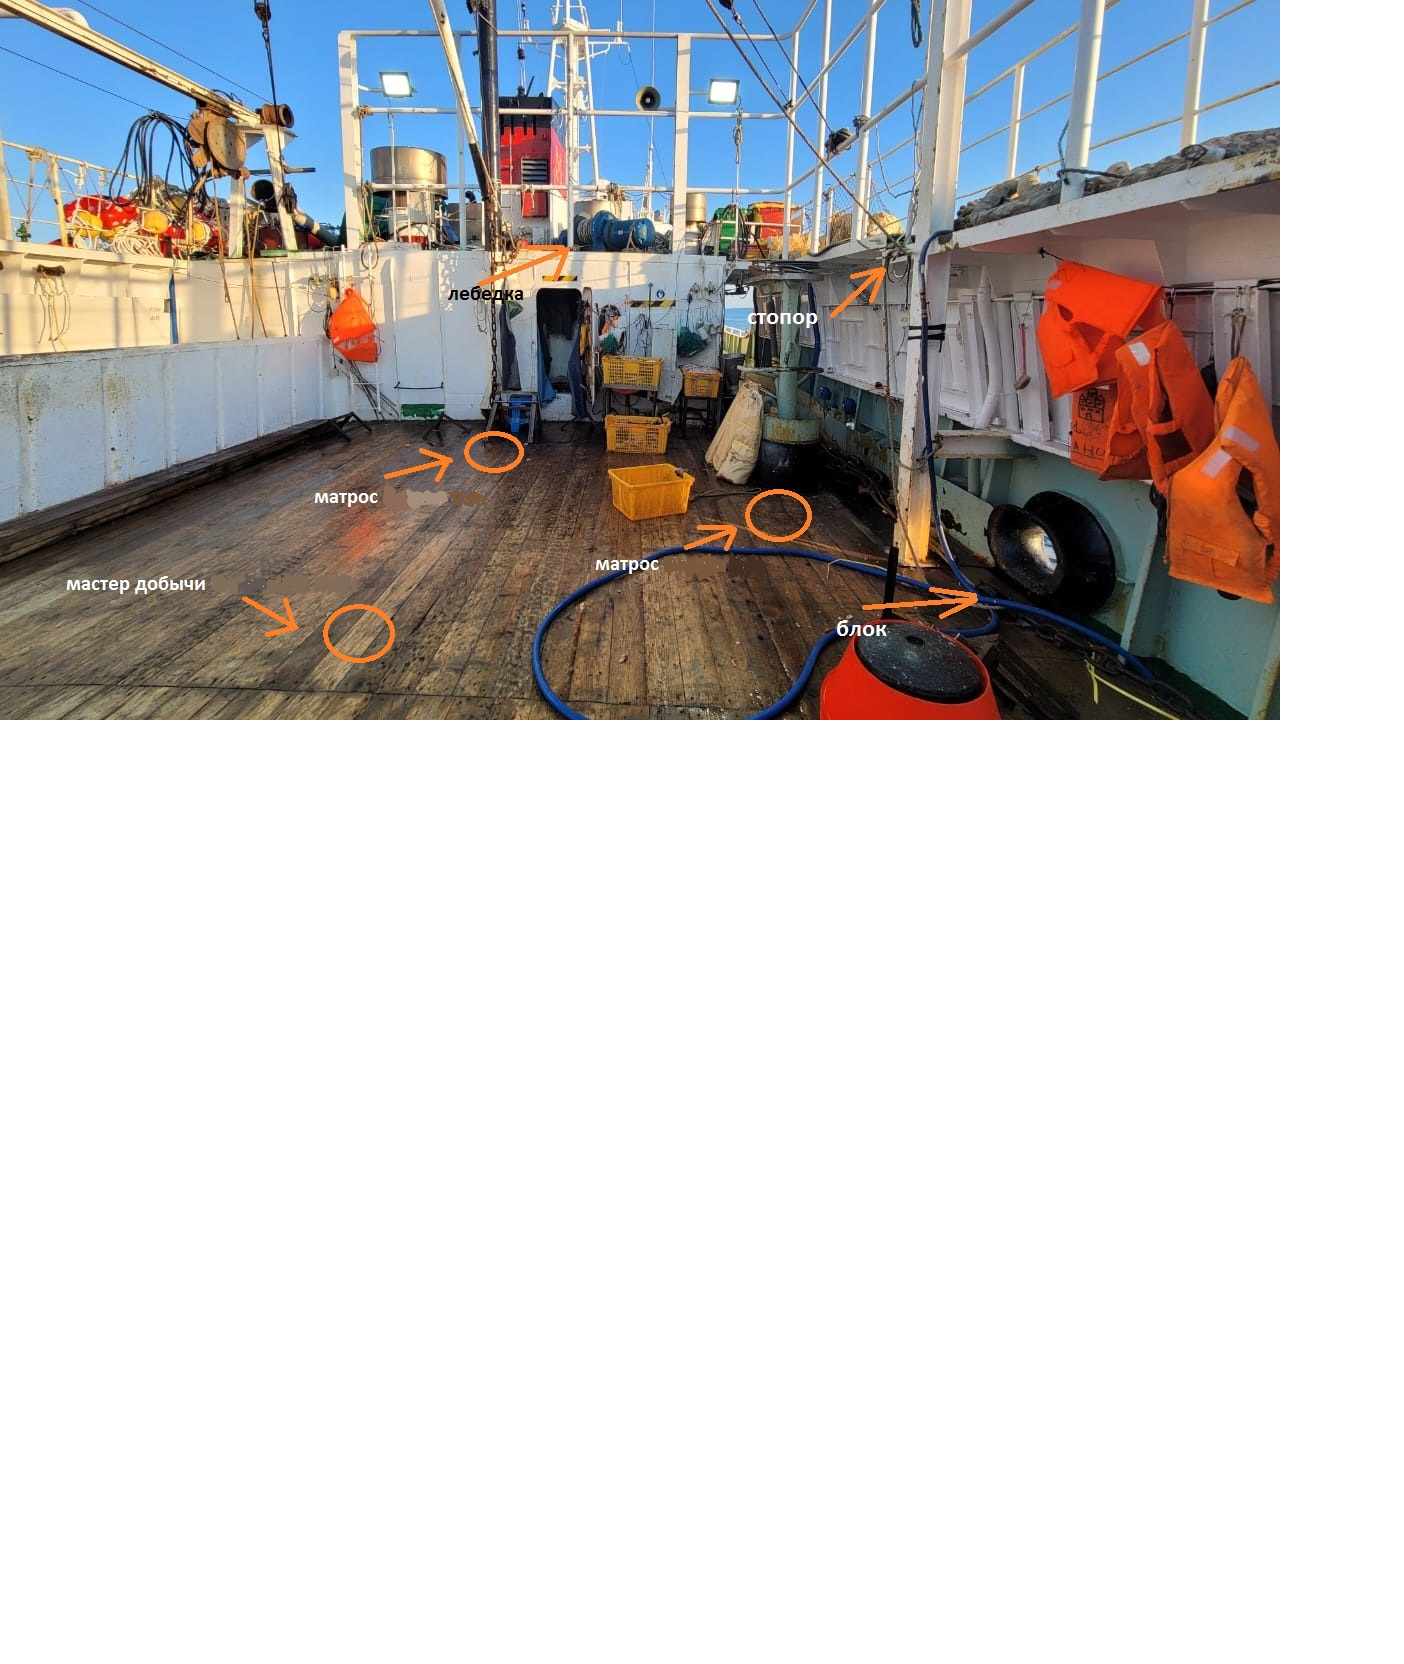 лебедка
стопор
матрос
матрос
мастер добычи
блок